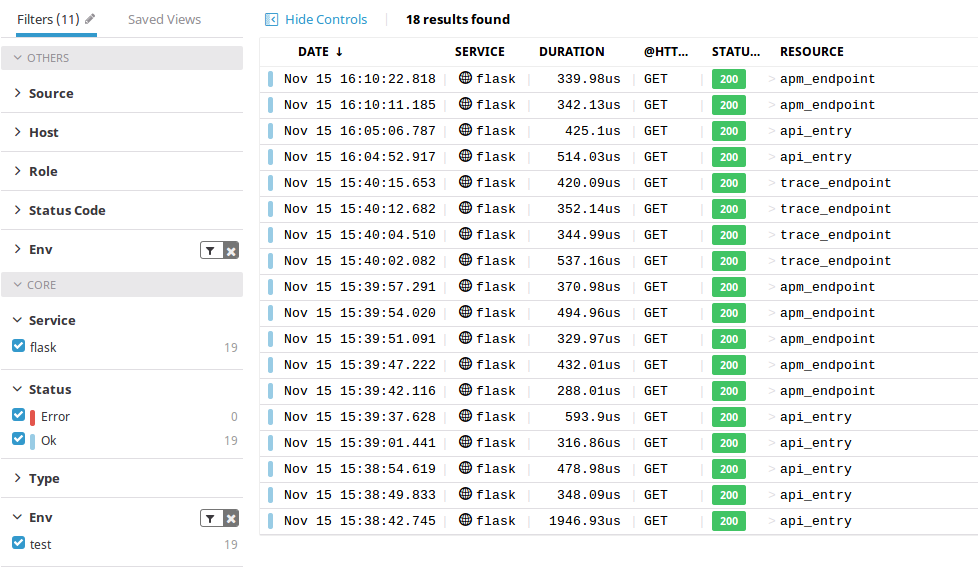 Filters (11) Saved Views
OTHERS
Source
Host
Role
Status Code
Env
CORE
Service
flask 19
Status
Error 0
Ok 19
Type
Env
test 19
Hide Controls 18 results found
DATE ↓ SERVICE DURATION @HTT... STATU... RESOURCE
Nov 15 16:10:22.818 flask 339.98us GET 200 > apm_endpoint
Nov 15 16:10:11.185 flask 342.13us GET 200 > apm_endpoint
Nov 15 16:05:06.787 flask 425.1us GET 200 > api_entry
Nov 15 16:04:52.917 flask 514.03us GET 200 > api_entry
Nov 15 15:40:15.653 flask 420.09us GET 200 > trace_endpoint
Nov 15 15:40:12.682 flask 352.14us GET 200 > trace_endpoint
Nov 15 15:40:04.510 flask 344.99us GET 200 > trace_endpoint
Nov 15 15:40:02.082 flask 537.16us GET 200 > trace_endpoint
Nov 15 15:39:57.291 flask 370.98us GET 200 > apm_endpoint
Nov 15 15:39:54.020 flask 494.96us GET 200 > apm_endpoint
Nov 15 15:39:51.091 flask 329.97us GET 200 > apm_endpoint
Nov 15 15:39:47.222 flask 432.01us GET 200 > apm_endpoint
Nov 15 15:39:42.116 flask 288.01us GET 200 > apm_endpoint
Nov 15 15:39:37.628 flask 593.9us GET 200 > api_entry
Nov 15 15:39:01.441 flask 316.86us GET 200 > api_entry
Nov 15 15:38:54.619 flask 478.98us GET 200 > api_entry
Nov 15 15:38:49.833 flask 348.09us GET 200 > api_entry
Nov 15 15:38:42.745 flask 1946.93us GET 200 > api_entry